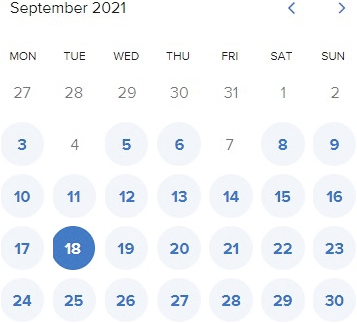 September 2021
MON TUE WED THU FRI SAT SUN
27 28 29 30 31 1 2
3 4 5 6 7 8 9
10 11 12 13 14 15 16
17 18 19 20 21 22 23
24 25 26 27 28 29 30